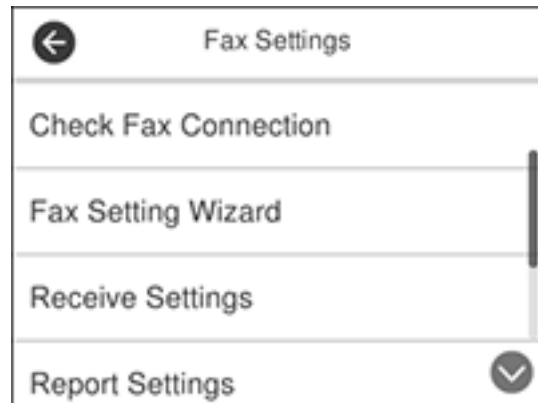 Fax Settings
Check Fax Connection
Fax Setting Wizard
Receive Settings
Report Settings